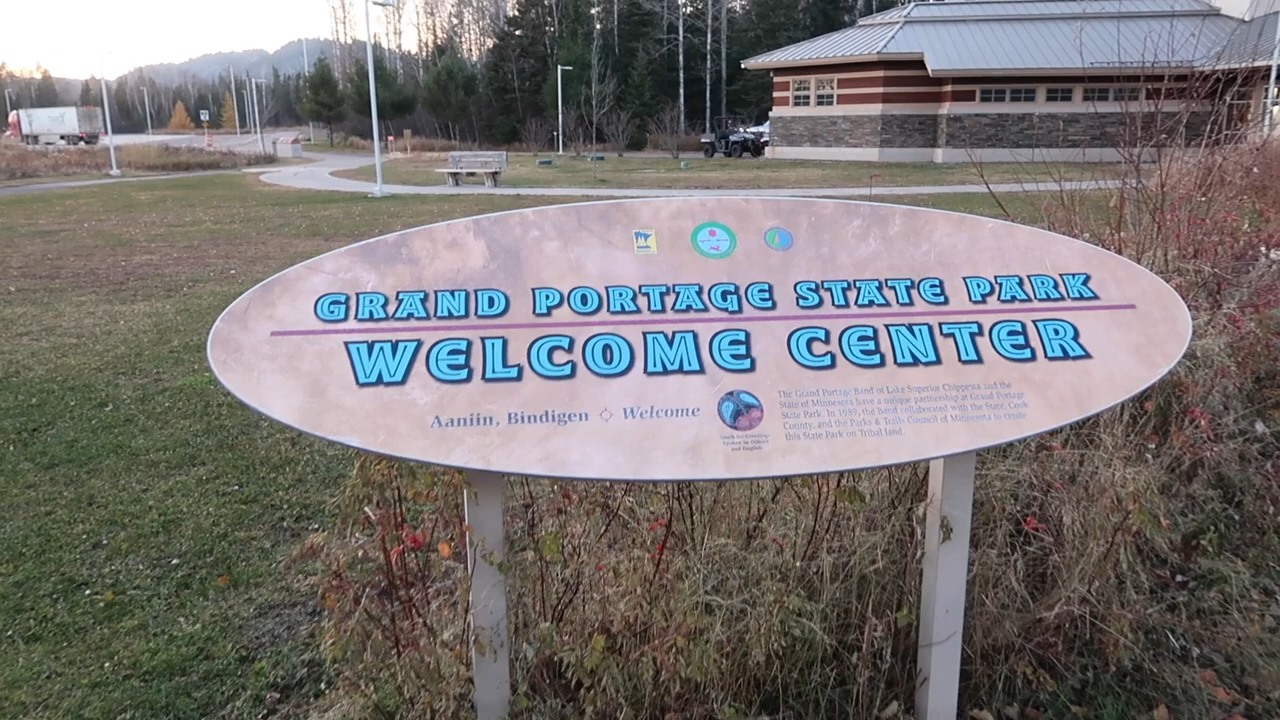 GRAND PORTAGE STATE PARK
WELCOME CENTER
Aaniin, Bindigen Welcome
The Grand Portage Band of Lake Superior Chippewa and the
State of Minnesota have a unique partnership at Grand Portage
State Park. In 1989, the Band collaborated with the State, Cook
County, and the Parks & Trails Council of Minnesota to create
this State Park on Tribal land.
and English